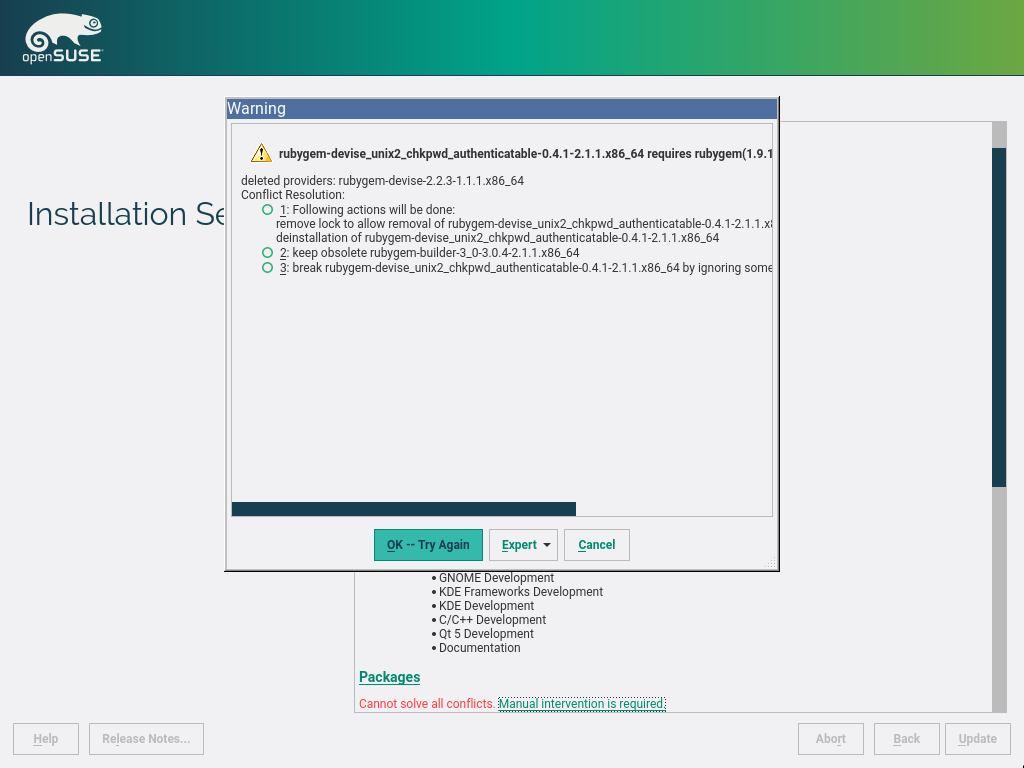 openSUSE
Warning
Installation Se
rubygem-devise_unix2_chkpwd_authenticatable-0.4.1-2.1.1.x86_64 requires rubygem(1.9.1
deleted providers: rubygem-devise-2.2.3-1.1.1.x86_64
Conflict Resolution:
1: Following actions will be done:
remove lock to allow removal of rubygem-devise_unix2_chkpwd_authenticatable-0.4.1-2.1.1.x8
deinstallation of rubygem-devise_unix2_chkpwd_authenticatable-0.4.1-2.1.1.x86_64
2: keep obsolete rubygem-builder-3_0-3.0.4-2.1.1.x86_64
3: break rubygem-devise_unix2_chkpwd_authenticatable-0.4.1-2.1.1.x86_64 by ignoring some
OK -- Try Again Expert Cancel
• GNOME Development
• KDE Frameworks Development
• KDE Development
• C/C++ Development
• Qt 5 Development
• Documentation
Packages
Cannot solve all conflicts. Manual intervention is required.
Help Release Notes... Abort Back Update